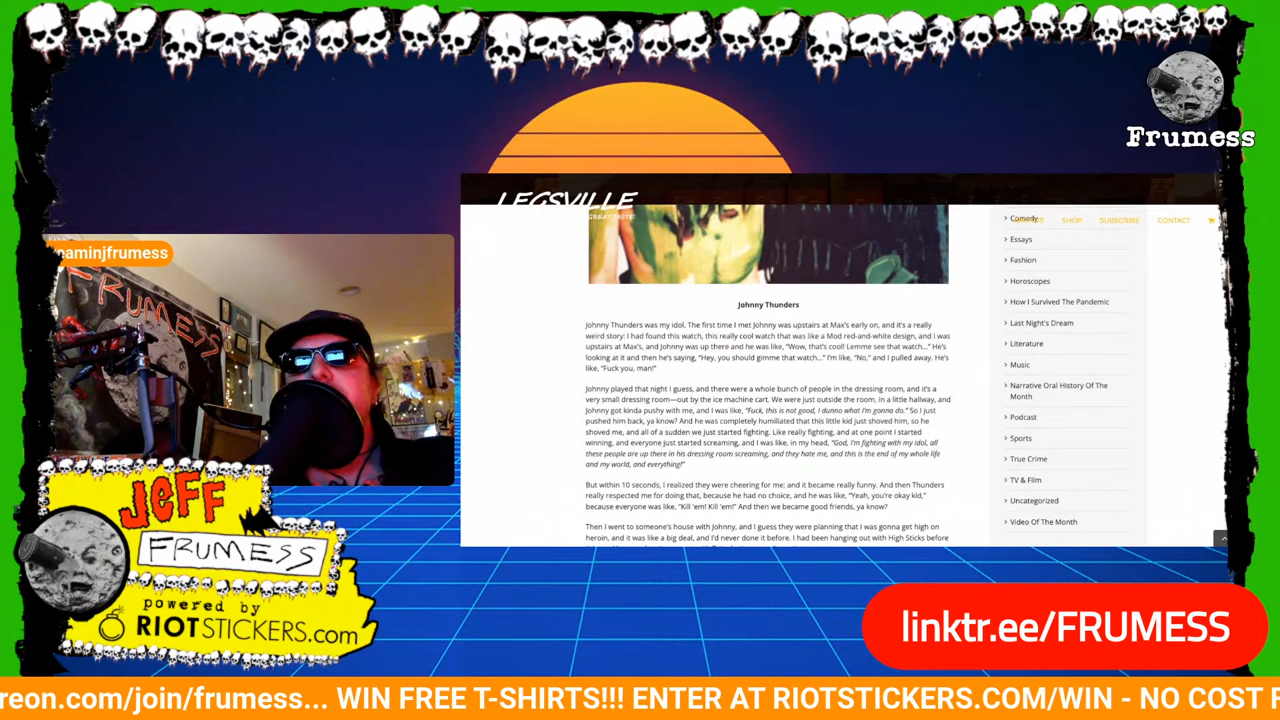 Frumess
LEGSVILLE
GREAT TASTE!
SHOP
SUBSCRIBE
CONTACT
eaminjfrumess
FRUMESS
Johnny Thunders
Johnny Thunders was my idol. The first time I met Johnny was upstairs at Max's early on, and it's a really
weird story: I had found this watch, this really cool watch that was like a Mod red-and-white design, and I was
upstairs at Max's, and Johnny was up there and he was like, "Wow, that's cool! Lemme see that watch…" He's
looking at it and then he's saying, "Hey, you should gimme that watch…" I'm like, "No," and I pulled away. He's
like, "Fuck you, man!"
Johnny played that night I guess, and there were a whole bunch of people in the dressing room, and it's a
very small dressing room—out by the ice machine cart. We were just outside the room, in a little hallway, and
Johnny got kinda pushy with me, and I was like, "Fuck, this is not good, I dunno what I'm gonna do." So I just
pushed him back, ya know? And he was completely humiliated that this little kid just shoved him, so he
shoved me, and all of a sudden we just started fighting. Like really fighting, and at one point I started
winning, and everyone just started screaming, and I was like, in my head, "God, I'm fighting with my idol, all
these people are up there in his dressing room screaming, and they hate me, and this is the end of my whole life
and my world, and everything!"
But within 10 seconds, I realized they were cheering for me; and it became really funny. And then Thunders
really respected me for doing that, because he had no choice, and he was like, "Yeah, you're okay kid,"
because everyone was like, "Kill 'em! Kill 'em!" And then we became good friends, ya know?
Then I went to someone's house with Johnny, and I guess they were planning that I was gonna get high on
heroin, and it was like a big deal, and I'd never done it before. I had been hanging out with High Sticks before
Comedy
Essays
Fashion
Horoscopes
How I Survived The Pandemic
Last Night's Dream
Literature
Music
Narrative Oral History Of The
Month
Podcast
Sports
True Crime
TV & Film
Uncategorized
Video Of The Month
JEFF
FRUMESS
powered by
RIOTSTICKERS.com
linktr.ee/FRUMESS
reon.com/join/frumess... WIN FREE T-SHIRTS!!! ENTER AT RIOTSTICKERS.COM/WIN - NO COST